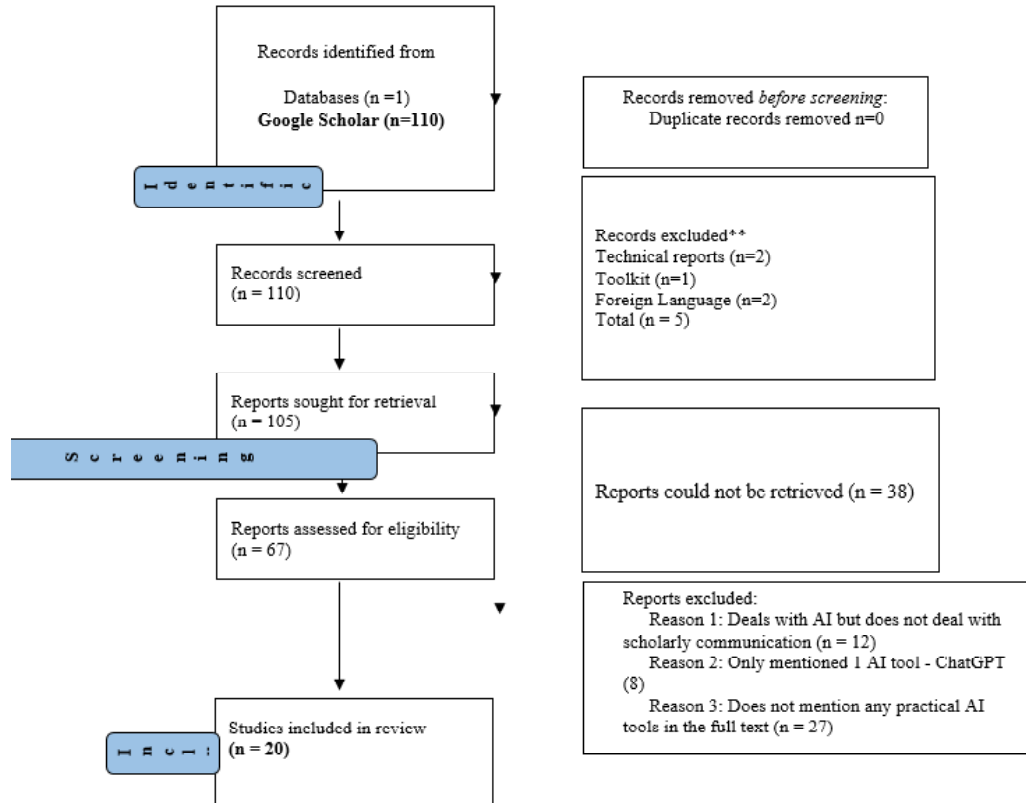 Records identified from
Databases (n =1)
Google Scholar (n=110)
Records removed before screening:
Duplicate records removed n=0
Identific
Records excluded**
Technical reports (n=2)
Toolkit (n=1)
Foreign Language (n=2)
Total (n = 5)
Records screened
(n = 110)
Reports sought for retrieval
(n = 105)
Screening
Reports could not be retrieved (n = 38)
Reports assessed for eligibility
(n = 67)
Reports excluded:
Reason 1: Deals with AI but does not deal with
scholarly communication (n = 12)
Reason 2: Only mentioned 1 AI tool - ChatGPT
(8)
Reason 3: Does not mention any practical AI
tools in the full text (n = 27)
Studies included in review
(n = 20)
Incl